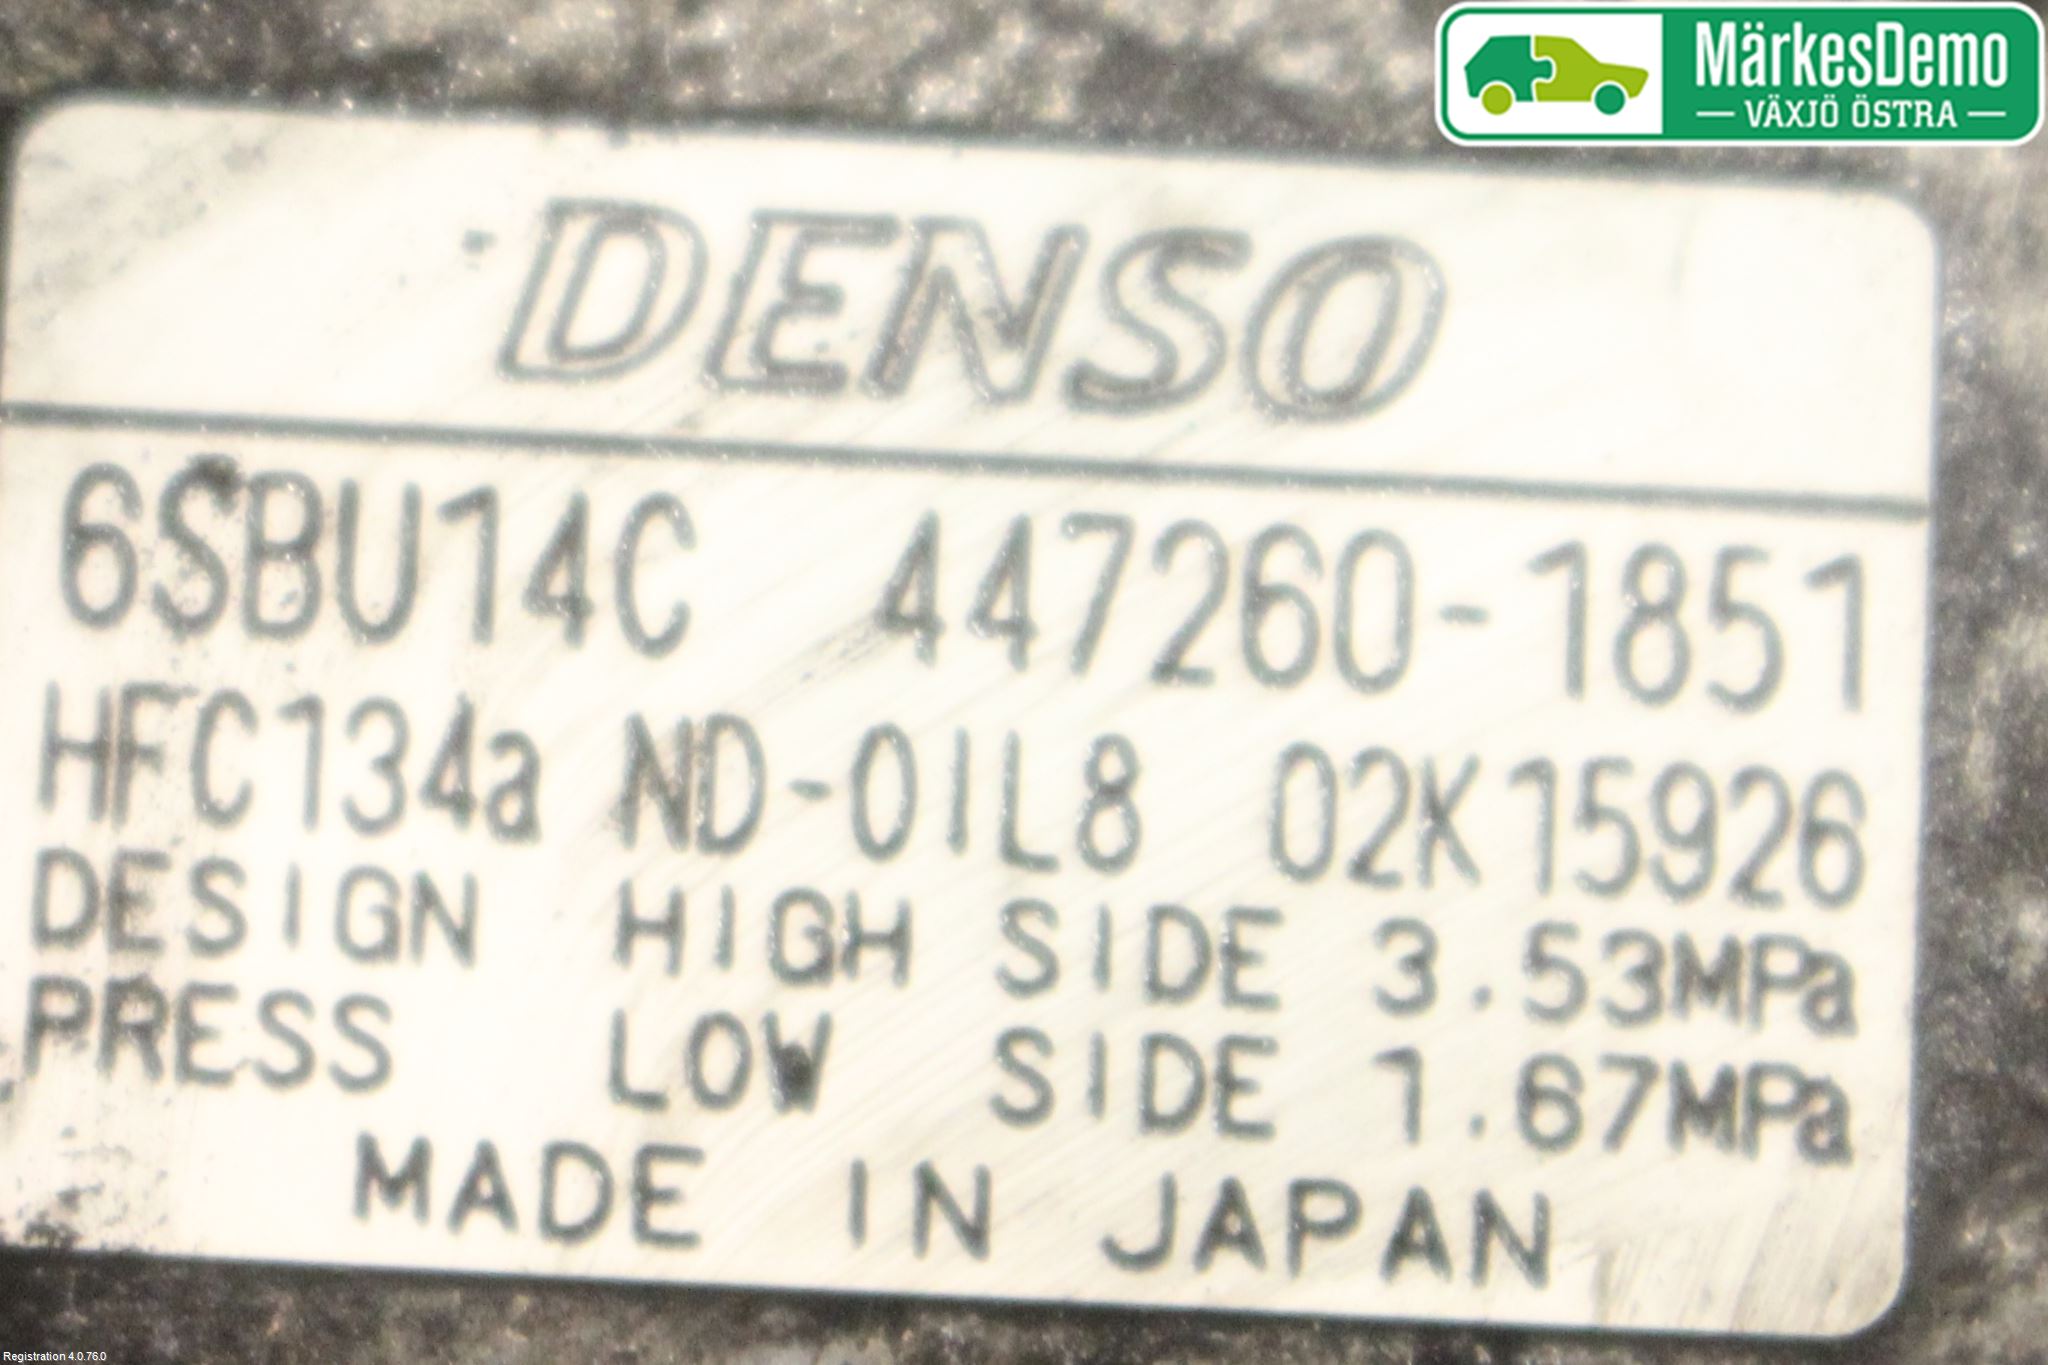 MärkesDemo
VÄXJÖ ÖSTRA
DENSO
6SBU14C 447260-1851
HFC134a ND-OIL8 02K15926
DESIGN HIGH SIDE 3.53MPa
PRESS LOW SIDE 1.67MPa
MADE IN JAPAN
Registration 4.0.76.0